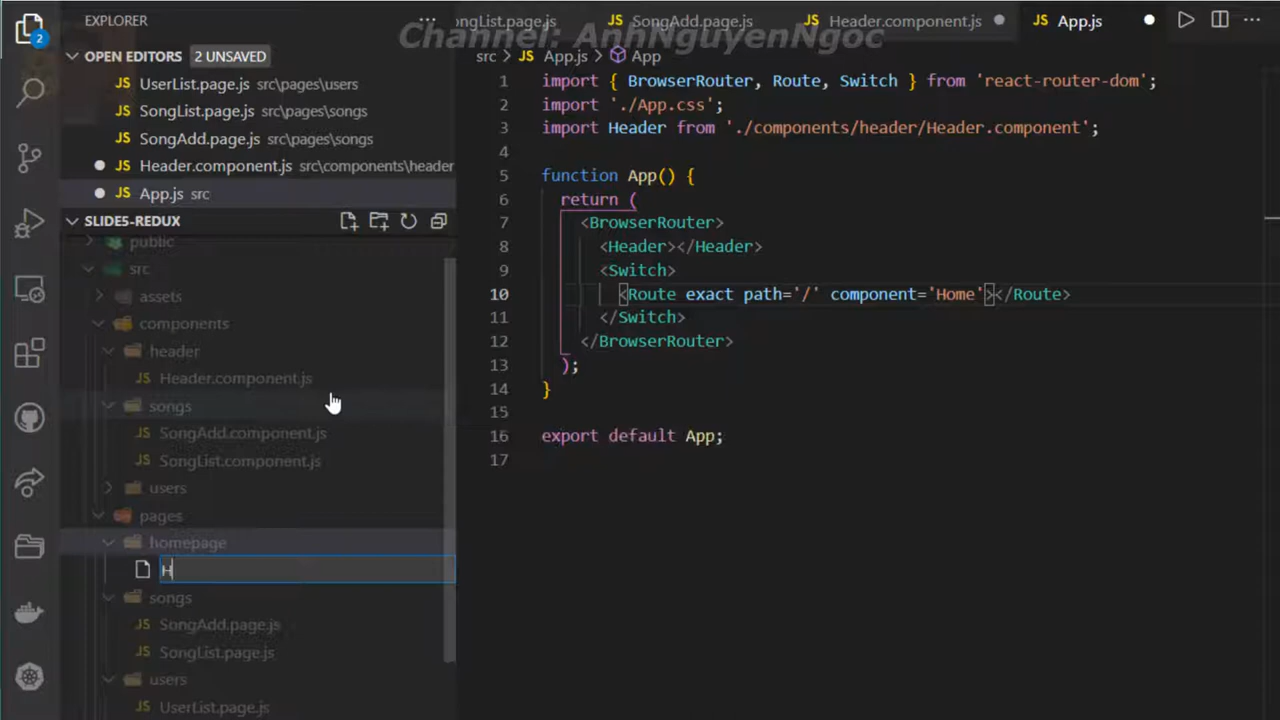 EXPLORER
OPEN EDITORS 2 UNSAVED
JS UserList.page.js src\pages\users
JS SongList.page.js src\pages\songs
JS SongAdd.page.js src\pages\songs
JS Header.component.js src\components\header
JS App.js src
SLIDE5-REDUX
public
src
assets
components
header
JS Header.component.js
songs
JS SongAdd.component.js
JS SongList.component.js
users
pages
homepage
H
songs
JS SongAdd.page.js
JS SongList.page.js
users
JS UserList.page.js
2
ongList.page.js JS SongAdd.page.js JS Header.component.js JS App.js
Channel: AnhNguyenNgoc
src > JS App.js > App
1 import { BrowserRouter, Route, Switch } from 'react-router-dom';
2 import './App.css';
3 import Header from './components/header/Header.component';
4
5 function App() {
6 return (
7 <BrowserRouter>
8 <Header></Header>
9 <Switch>
10 <Route exact path='/' component='Home'></Route>
11 </Switch>
12 </BrowserRouter>
13 );
14 }
15
16 export default App;
17